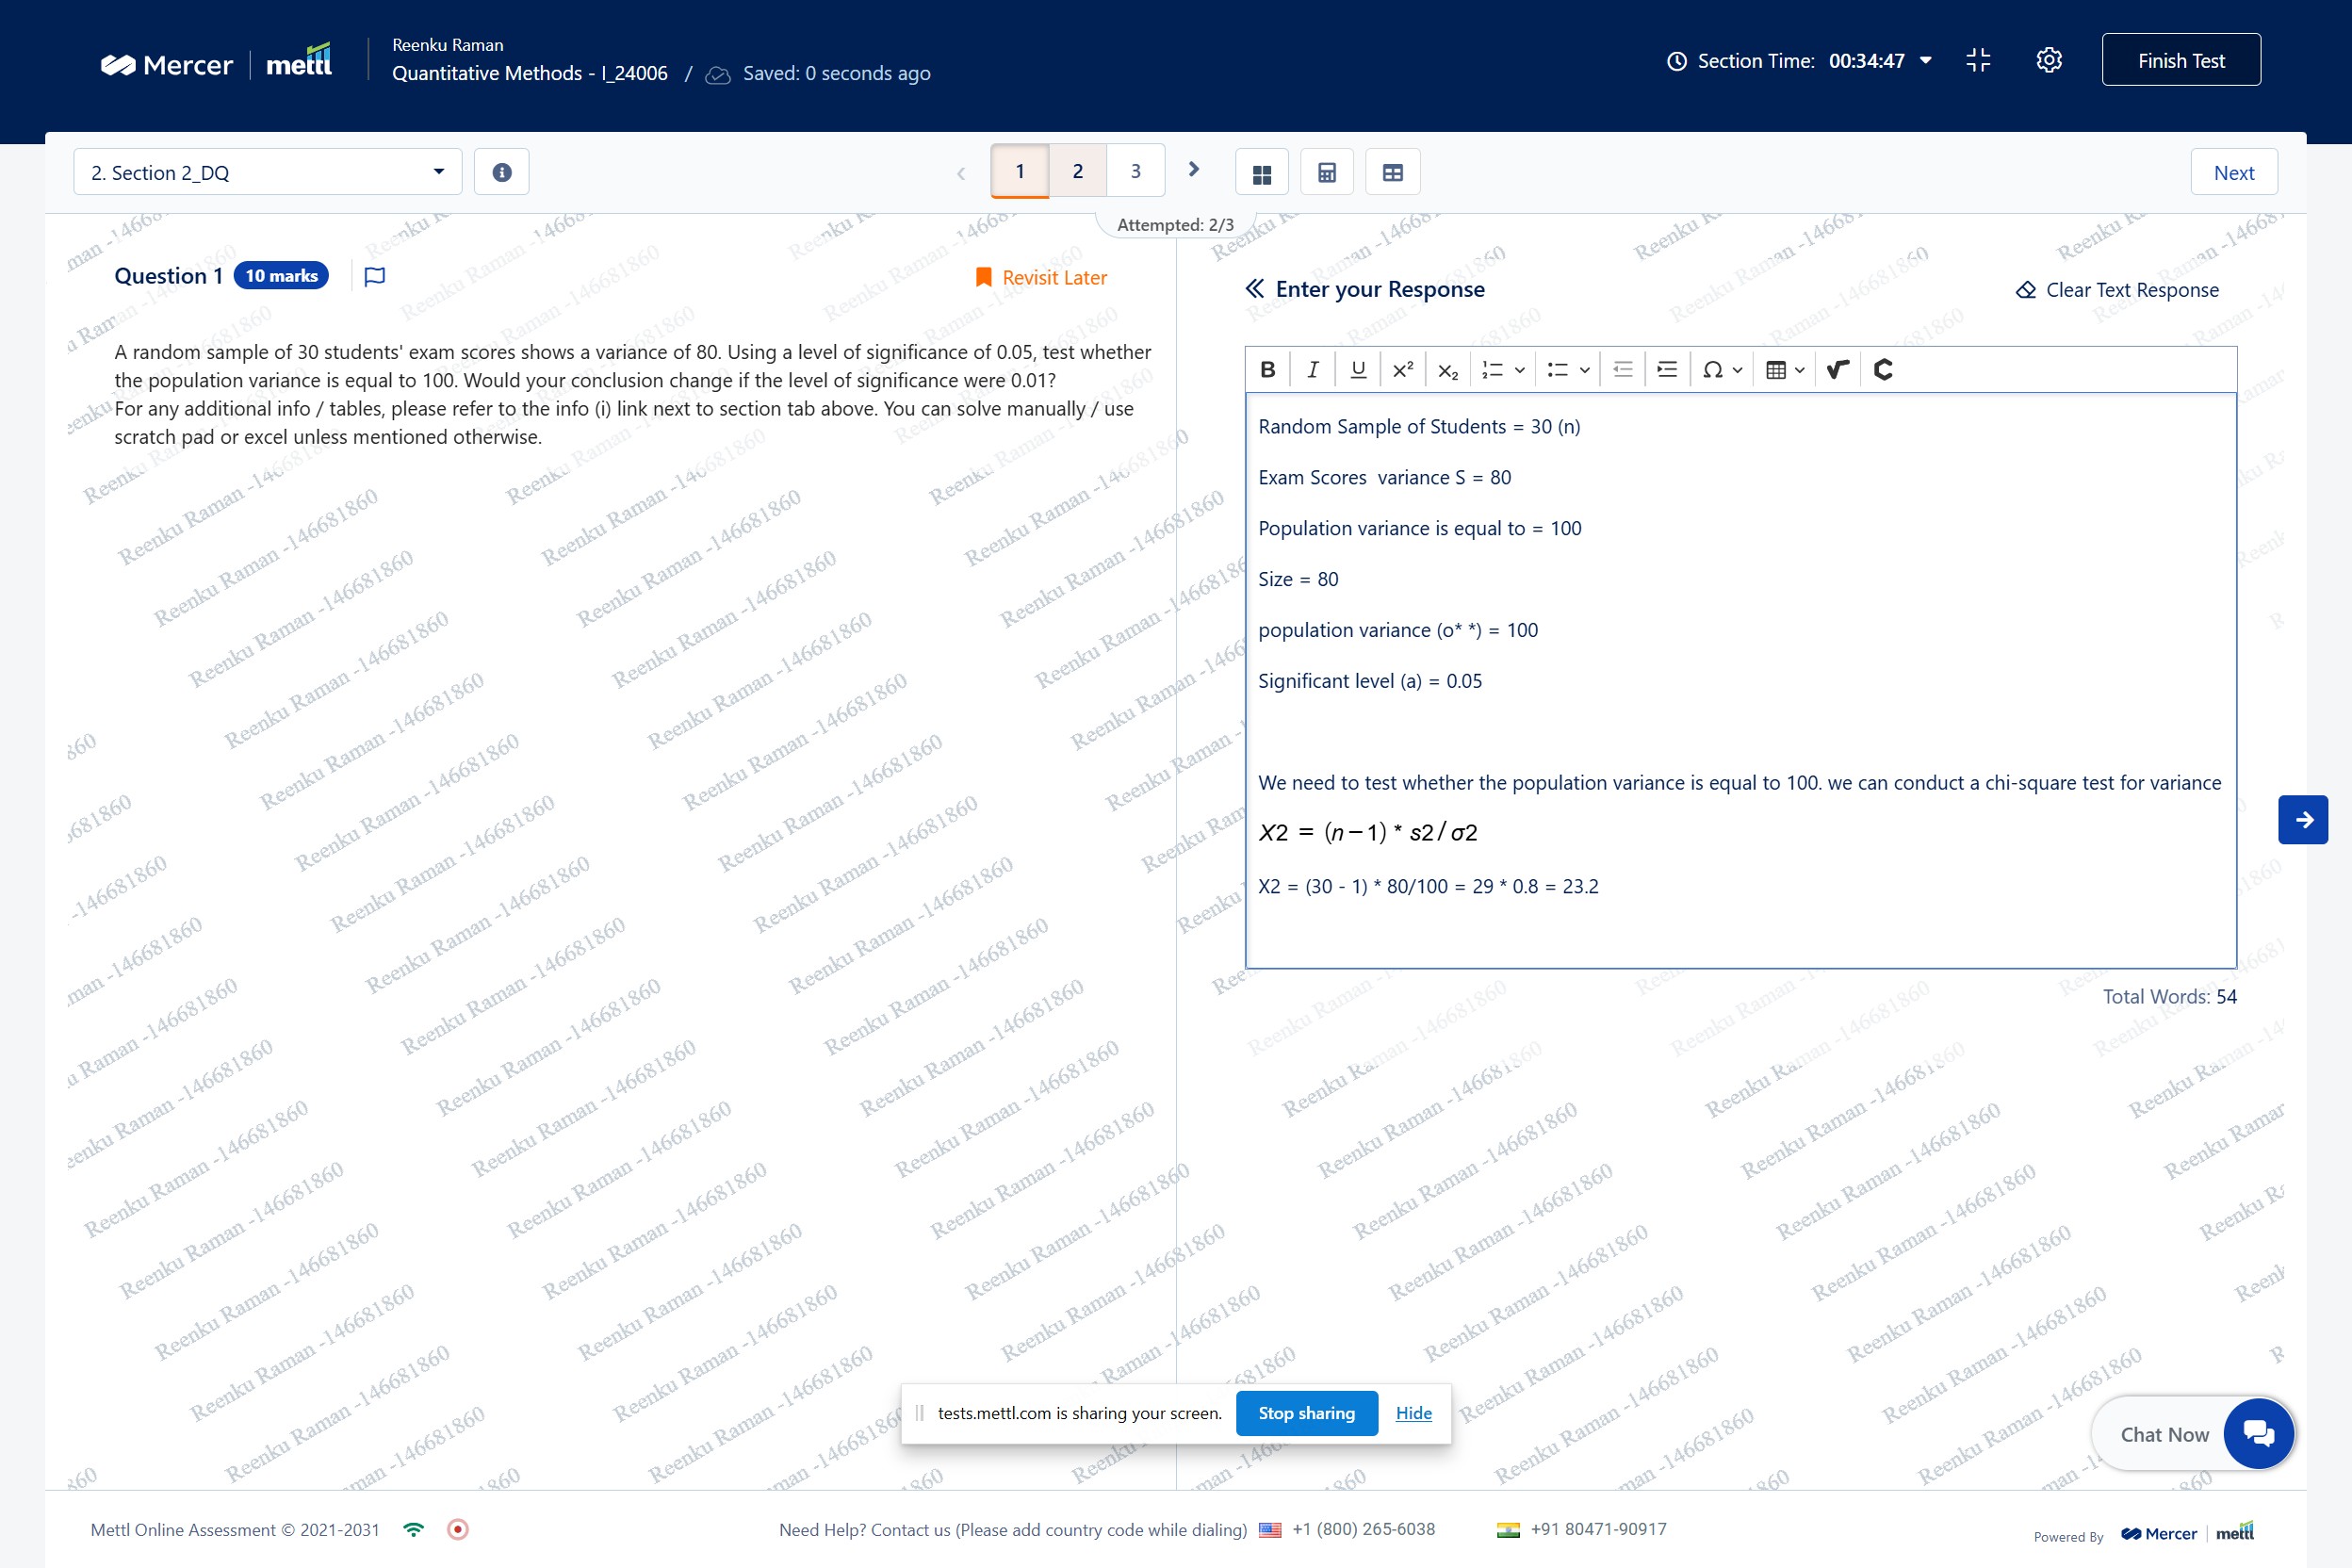 Mercer | mettl
Reenku Raman
Quantitative Methods - I_24006 / Saved: 0 seconds ago
Section Time: 00:34:47
Finish Test
2. Section 2_DQ
1 2 3
Next
Attempted: 2/3
Question 1 10 marks
Revisit Later
A random sample of 30 students' exam scores shows a variance of 80. Using a level of significance of 0.05, test whether
the population variance is equal to 100. Would your conclusion change if the level of significance were 0.01?
For any additional info / tables, please refer to the info (i) link next to section tab above. You can solve manually / use
scratch pad or excel unless mentioned otherwise.
Enter your Response
Clear Text Response
Random Sample of Students = 30 (n)
Exam Scores  variance S = 80
Population variance is equal to = 100
Size = 80
population variance (o* *) = 100
Significant level (a) = 0.05
We need to test whether the population variance is equal to 100. we can conduct a chi-square test for variance
X2 = (n−1) * s2/σ2
X2 = (30 - 1) * 80/100 = 29 * 0.8 = 23.2
Total Words: 54
Reenku Raman -146681860
tests.mettl.com is sharing your screen. Stop sharing Hide
Chat Now
Mettl Online Assessment © 2021-2031
Need Help? Contact us (Please add country code while dialing) +1 (800) 265-6038 +91 80471-90917
Powered By Mercer | mettl